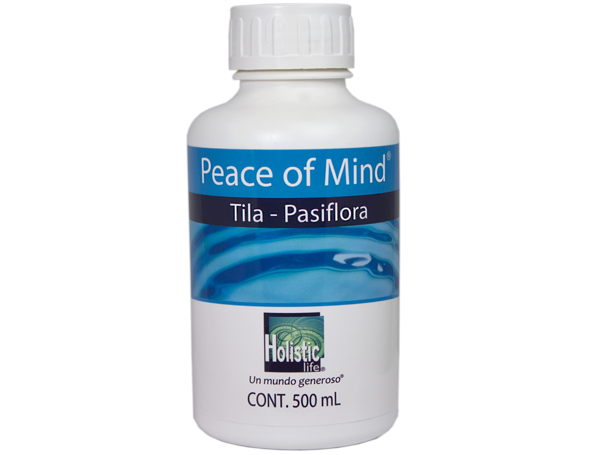 Peace of Mind®
Tila - Pasiflora
Holistic
life®
Un mundo generoso®
CONT. 500 mL